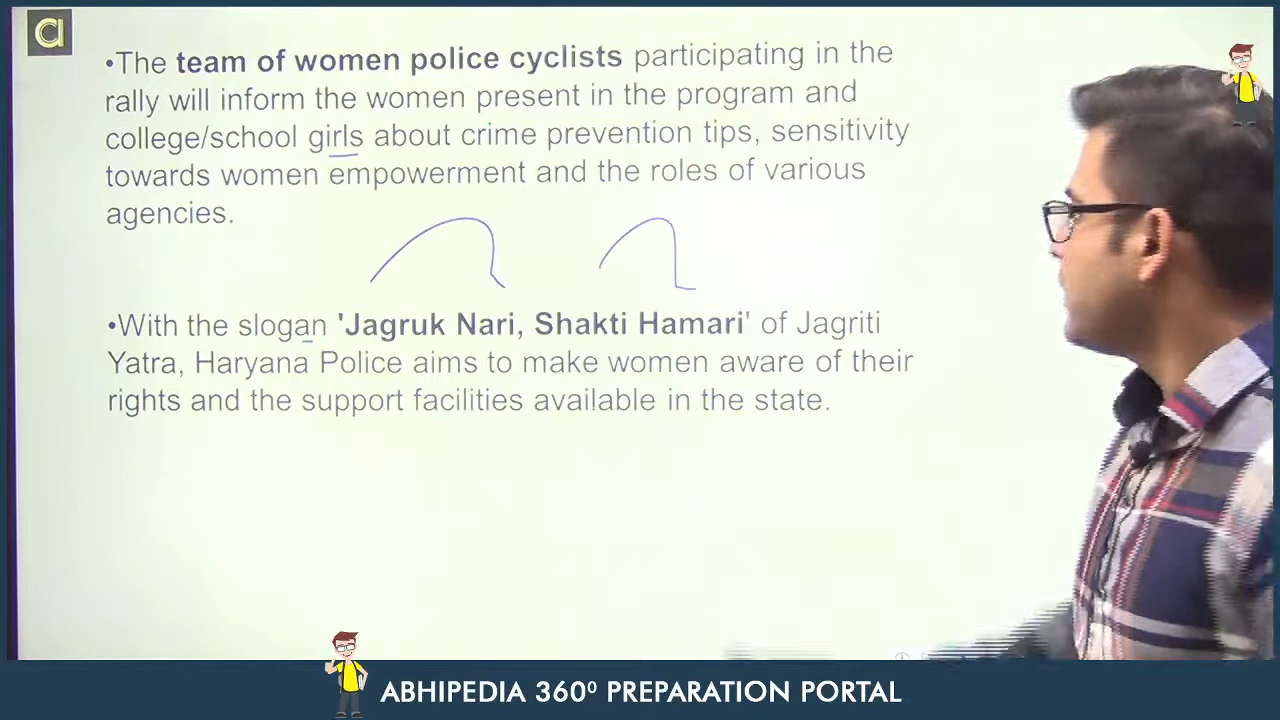 a
•The team of women police cyclists participating in the
rally will inform the women present in the program and
college/school girls about crime prevention tips, sensitivity
towards women empowerment and the roles of various
agencies.
•With the slogan 'Jagruk Nari, Shakti Hamari' of Jagriti
Yatra, Haryana Police aims to make women aware of their
rights and the support facilities available in the state.
ABHIPEDIA 360⁰ PREPARATION PORTAL